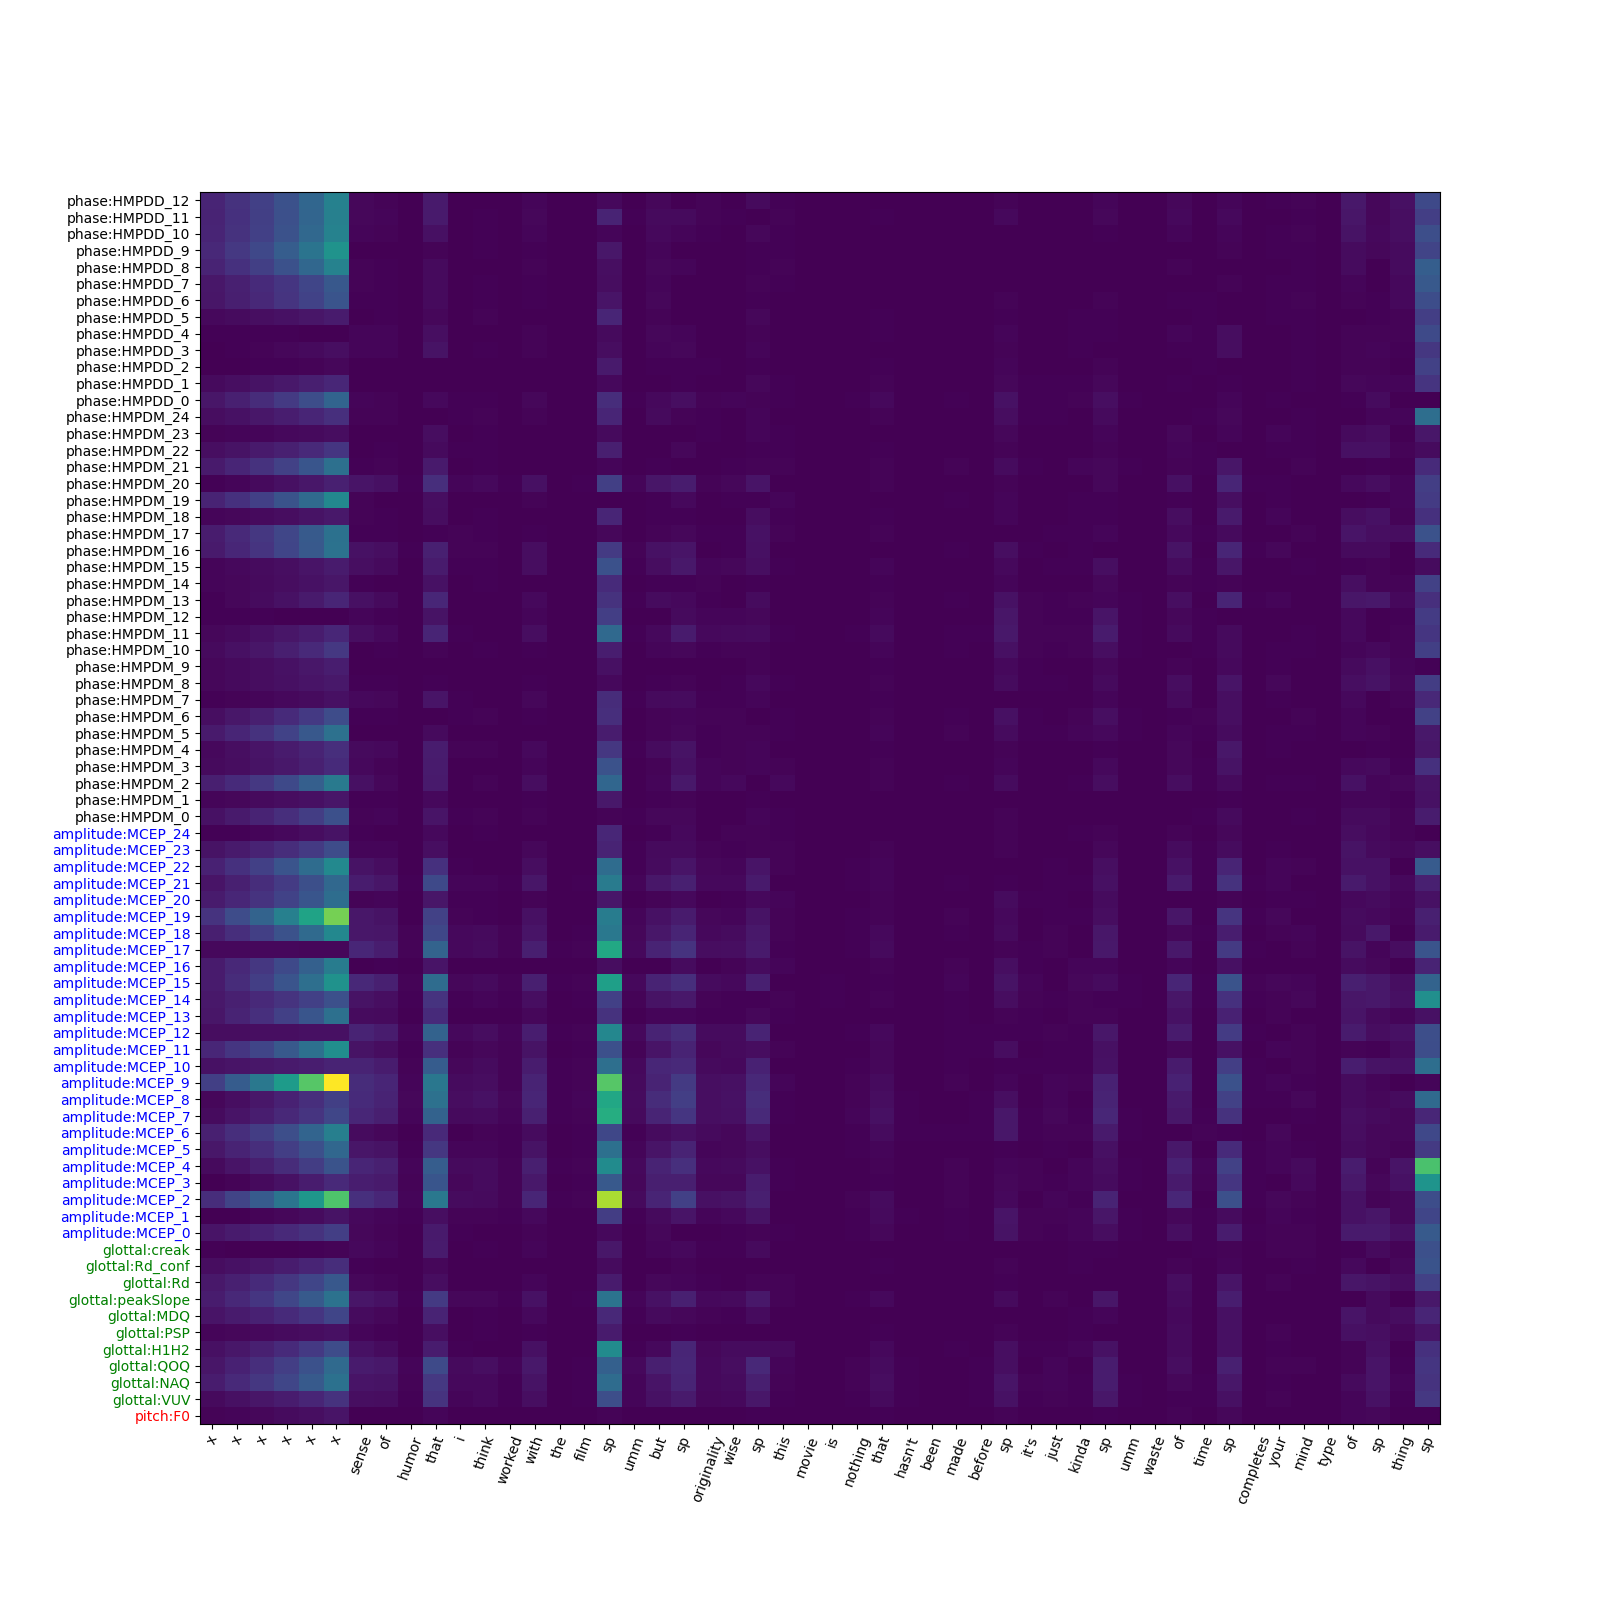 phase:HMPDD_12
phase:HMPDD_11
phase:HMPDD_10
phase:HMPDD_9
phase:HMPDD_8
phase:HMPDD_7
phase:HMPDD_6
phase:HMPDD_5
phase:HMPDD_4
phase:HMPDD_3
phase:HMPDD_2
phase:HMPDD_1
phase:HMPDD_0
phase:HMPDM_24
phase:HMPDM_23
phase:HMPDM_22
phase:HMPDM_21
phase:HMPDM_20
phase:HMPDM_19
phase:HMPDM_18
phase:HMPDM_17
phase:HMPDM_16
phase:HMPDM_15
phase:HMPDM_14
phase:HMPDM_13
phase:HMPDM_12
phase:HMPDM_11
phase:HMPDM_10
phase:HMPDM_9
phase:HMPDM_8
phase:HMPDM_7
phase:HMPDM_6
phase:HMPDM_5
phase:HMPDM_4
phase:HMPDM_3
phase:HMPDM_2
phase:HMPDM_1
phase:HMPDM_0
amplitude:MCEP_24
amplitude:MCEP_23
amplitude:MCEP_22
amplitude:MCEP_21
amplitude:MCEP_20
amplitude:MCEP_19
amplitude:MCEP_18
amplitude:MCEP_17
amplitude:MCEP_16
amplitude:MCEP_15
amplitude:MCEP_14
amplitude:MCEP_13
amplitude:MCEP_12
amplitude:MCEP_11
amplitude:MCEP_10
amplitude:MCEP_9
amplitude:MCEP_8
amplitude:MCEP_7
amplitude:MCEP_6
amplitude:MCEP_5
amplitude:MCEP_4
amplitude:MCEP_3
amplitude:MCEP_2
amplitude:MCEP_1
amplitude:MCEP_0
glottal:creak
glottal:Rd_conf
glottal:Rd
glottal:peakSlope
glottal:MDQ
glottal:PSP
glottal:H1H2
glottal:QOQ
glottal:NAQ
glottal:VUV
pitch:F0
x
x
x
x
x
x
sense
of
humor
that
i
think
worked
with
the
film
sp
umm
but
sp
originality
wise
sp
this
movie
is
nothing
that
hasn't
been
made
before
sp
it's
just
kinda
sp
umm
waste
of
time
sp
completes
your
mind
type
of
sp
thing
sp